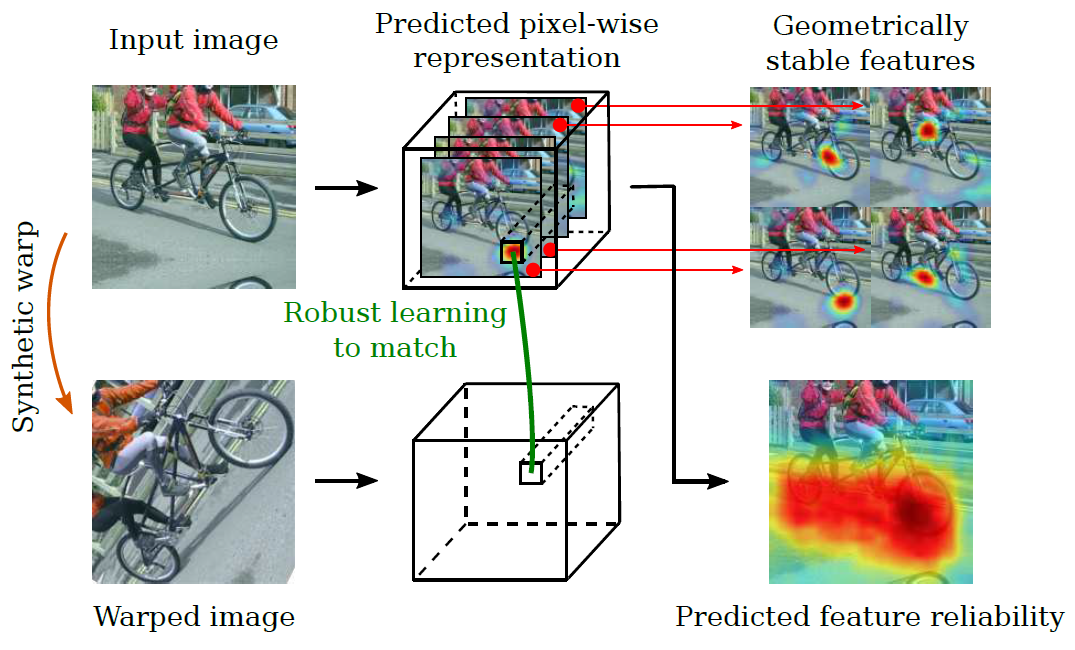 Input image
Predicted pixel-wise
representation
Geometrically
stable features
Synthetic warp
Robust learning
to match
Warped image
Predicted feature reliability